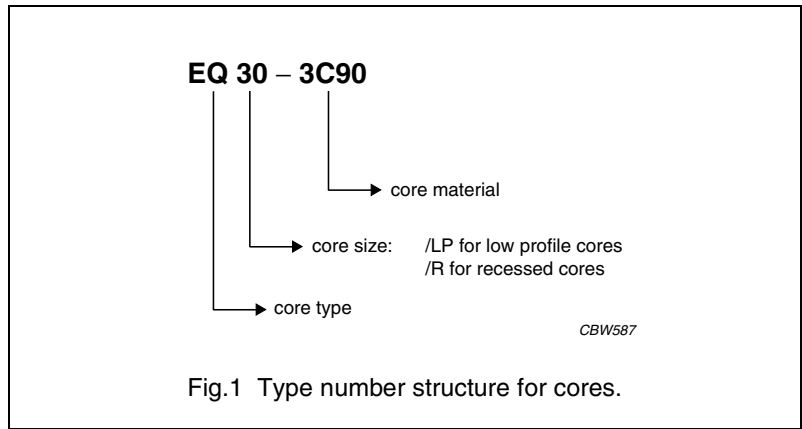 EQ 30 – 3C90
core material
core size: /LP for low profile cores
/R for recessed cores
core type
CBW587
Fig.1 Type number structure for cores.